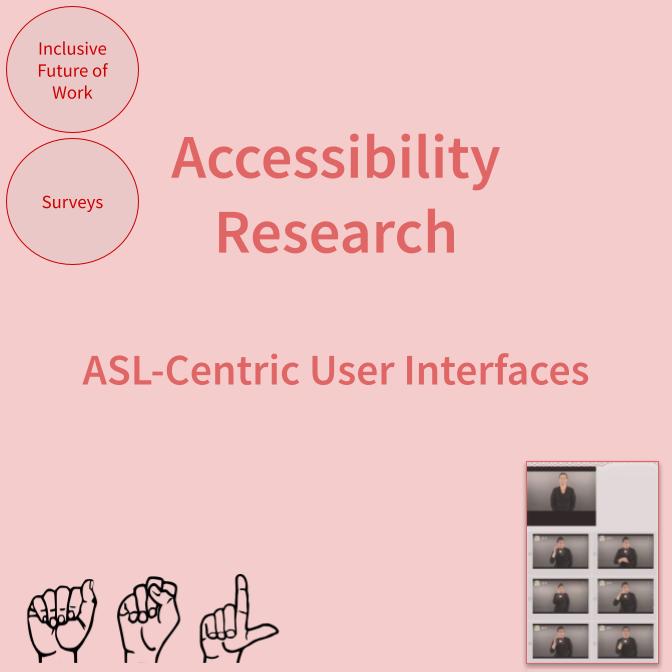 Inclusive
Future of
Work
Surveys
Accessibility
Research
ASL-Centric User Interfaces